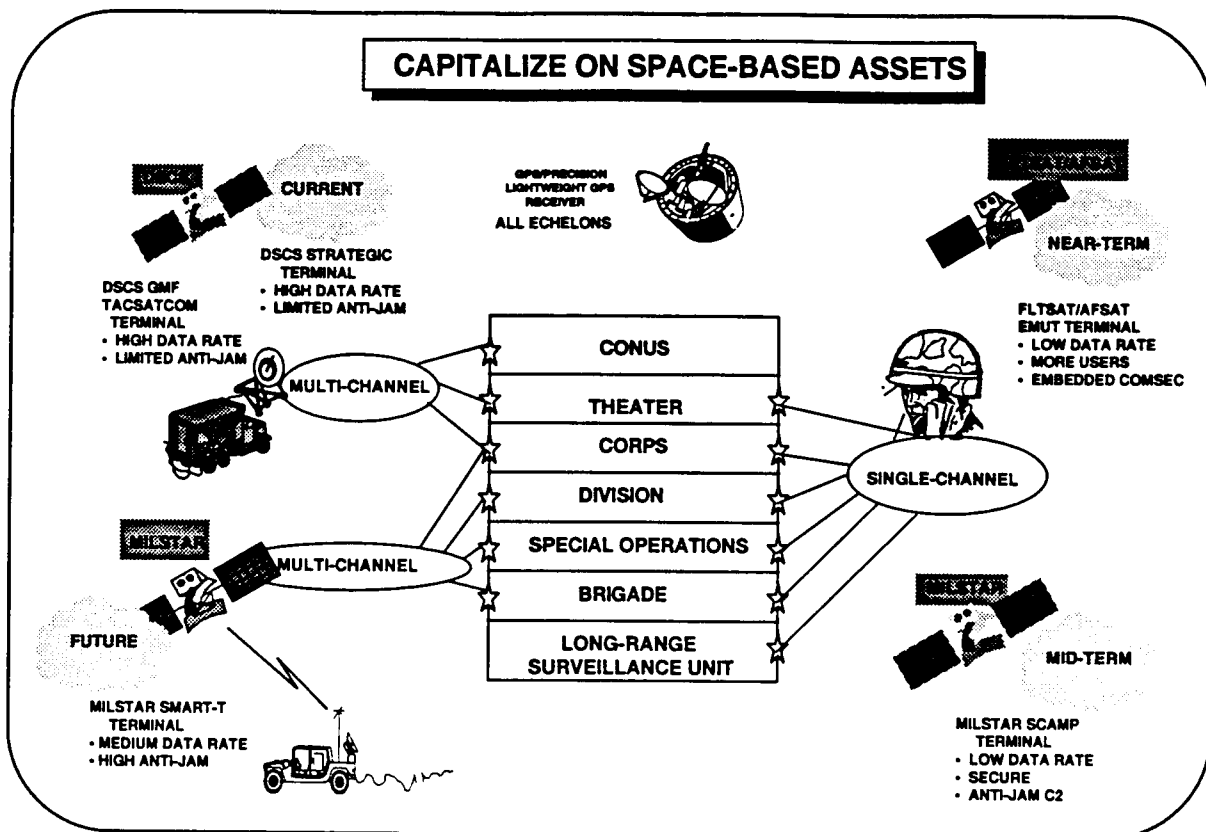 CAPITALIZE ON SPACE-BASED ASSETS
DSCS
CURRENT
DSCS STRATEGIC
TERMINAL
• HIGH DATA RATE
• LIMITED ANTI-JAM
DSCS GMF
TACSATCOM
TERMINAL
• HIGH DATA RATE
• LIMITED ANTI-JAM
GPS/PRECISION
LIGHTWEIGHT GPS
RECEIVER
ALL ECHELONS
NEAR-TERM
FLTSAT/AFSAT
EMUT TERMINAL
• LOW DATA RATE
• MORE USERS
• EMBEDDED COMSEC
MULTI-CHANNEL
CONUS
THEATER
CORPS
DIVISION
SPECIAL OPERATIONS
BRIGADE
LONG-RANGE
SURVEILLANCE UNIT
SINGLE-CHANNEL
MILSTAR
MULTI-CHANNEL
FUTURE
MILSTAR SMART-T
TERMINAL
• MEDIUM DATA RATE
• HIGH ANTI-JAM
MILSTAR
MID-TERM
MILSTAR SCAMP
TERMINAL
• LOW DATA RATE
• SECURE
• ANTI-JAM C2